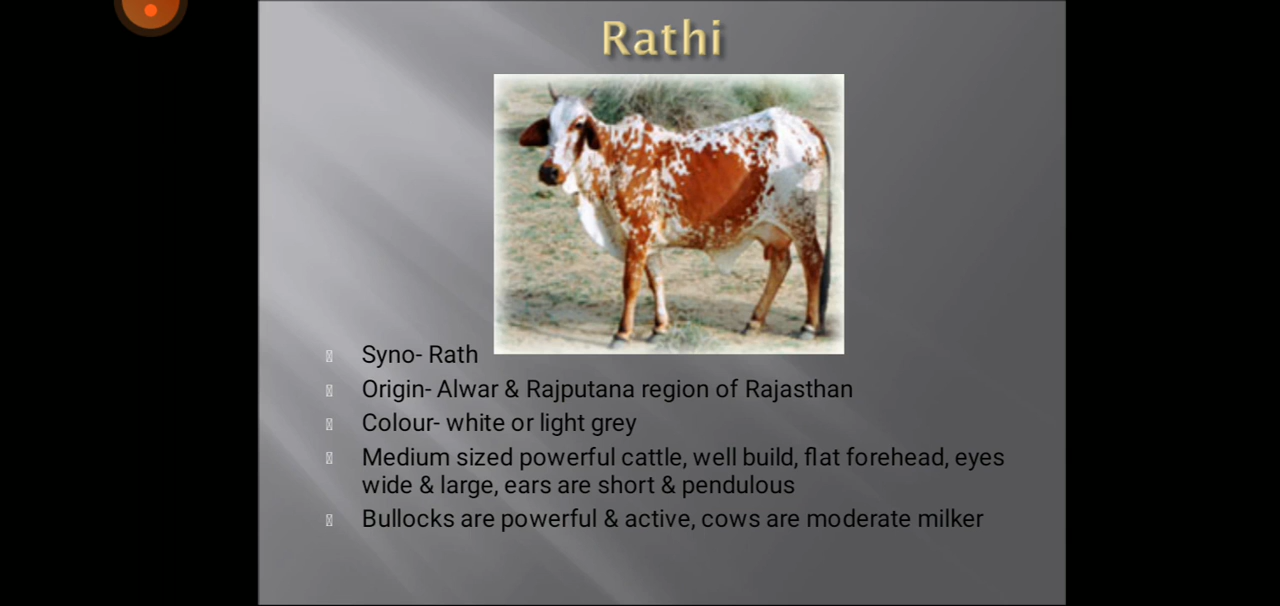 Rathi
Syno- Rath
Origin- Alwar & Rajputana region of Rajasthan
Colour- white or light grey
Medium sized powerful cattle, well build, flat forehead, eyes
wide & large, ears are short & pendulous
Bullocks are powerful & active, cows are moderate milker